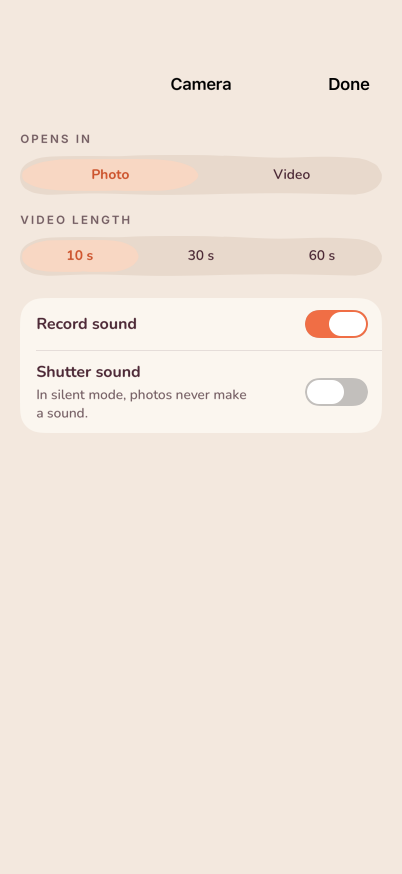 Camera
Done
OPENS IN
Photo
Video
VIDEO LENGTH
10 s
30 s
60 s
Record sound
Shutter sound
In silent mode, photos never make
a sound.